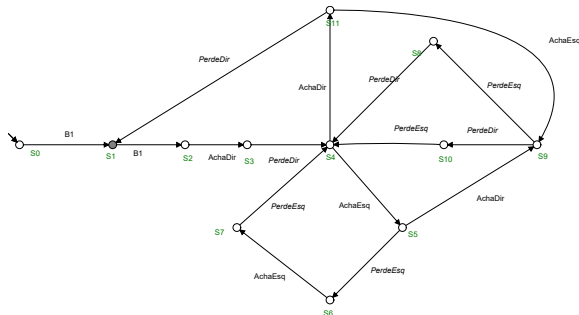 S11
AchaEsq
PerdeDir
S8
AchaDir
PerdeDir
PerdeEsq
B1
PerdeEsq
PerdeDir
S0
S1
B1
S2
AchaDir
S3
PerdeDir
S4
S10
S9
AchaEsq
AchaDir
PerdeEsq
S7
S5
PerdeEsq
AchaEsq
S6